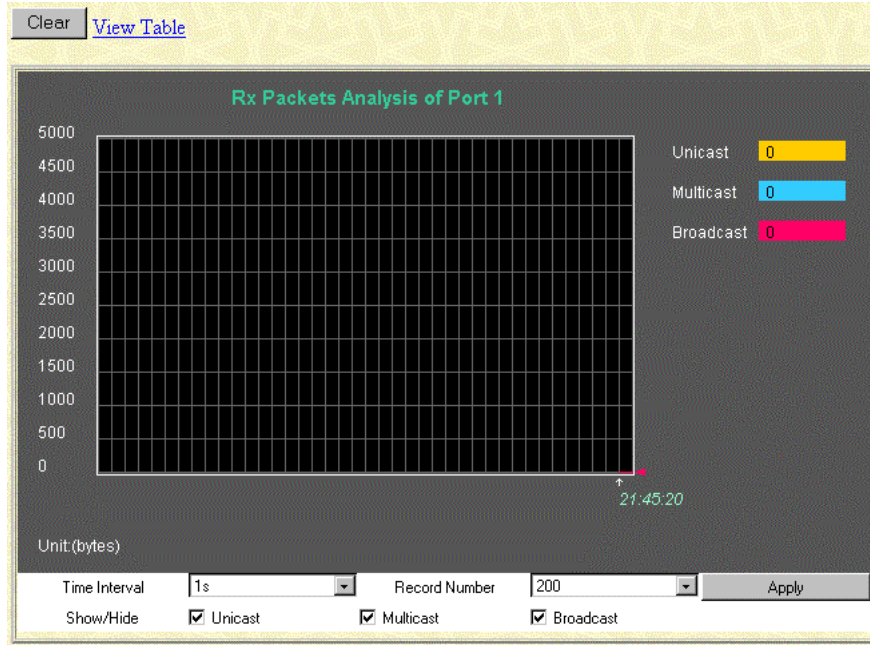 Clear View Table
Rx Packets Analysis of Port 1
5000
4500
4000
3500
3000
2500
2000
1500
1000
500
0
Unicast 0
Multicast 0
Broadcast 0
21:45:20
Unit:(bytes)
Time Interval 1s Record Number 200 Apply
Show/Hide Unicast Multicast Broadcast